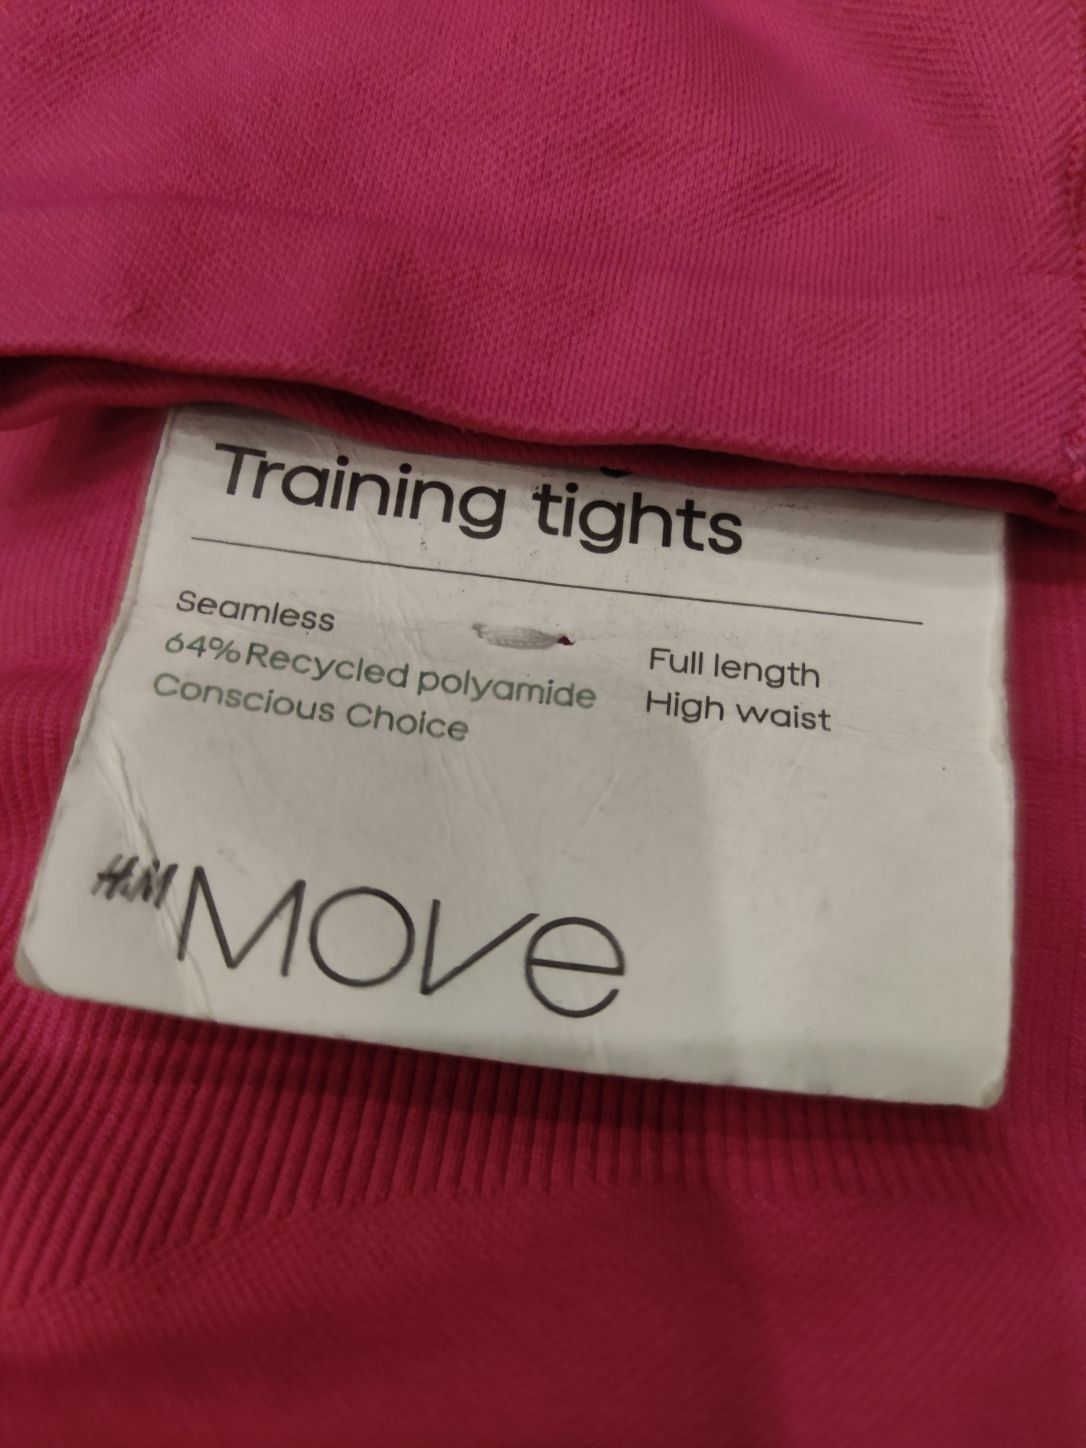 Training tights
Seamless
64% Recycled polyamide
Conscious Choice
Full length
High waist
H&M MOVE